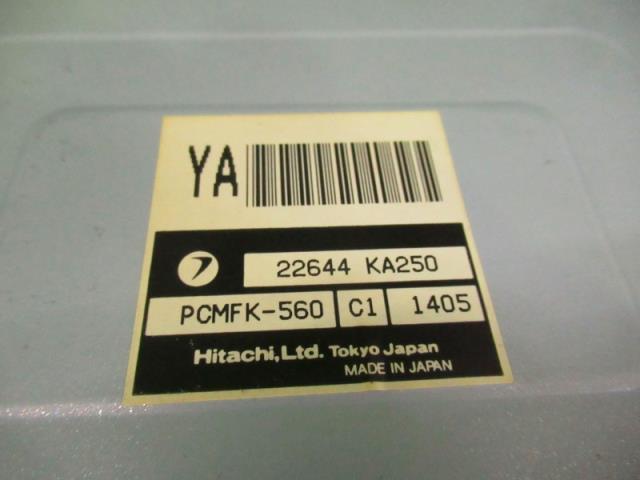 YA
22644 KA250
PCMFK-560 C1 1405
Hitachi, Ltd. Tokyo Japan
MADE IN JAPAN